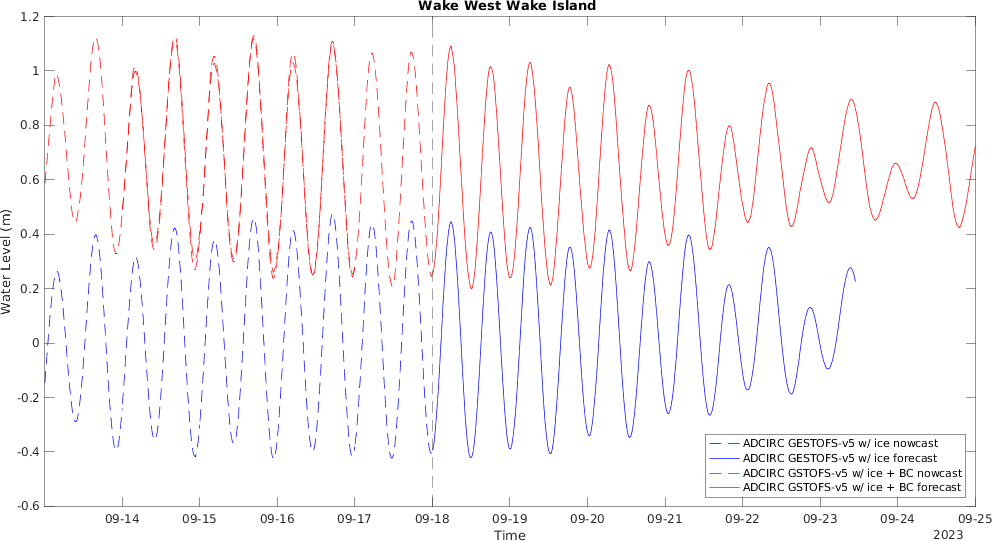 Wake West Wake Island
1.2
1
0.8
0.6
0.4
0.2
0
-0.2
-0.4
-0.6
Water Level (m)
ADCIRC GESTOFS-v5 w/ ice nowcast
ADCIRC GESTOFS-v5 w/ ice forecast
ADCIRC GSTOFS-v5 w/ ice + BC nowcast
ADCIRC GSTOFS-v5 w/ ice + BC forecast
09-14 09-15 09-16 09-17 09-18 09-19 09-20 09-21 09-22 09-23 09-24 09-25
Time
2023